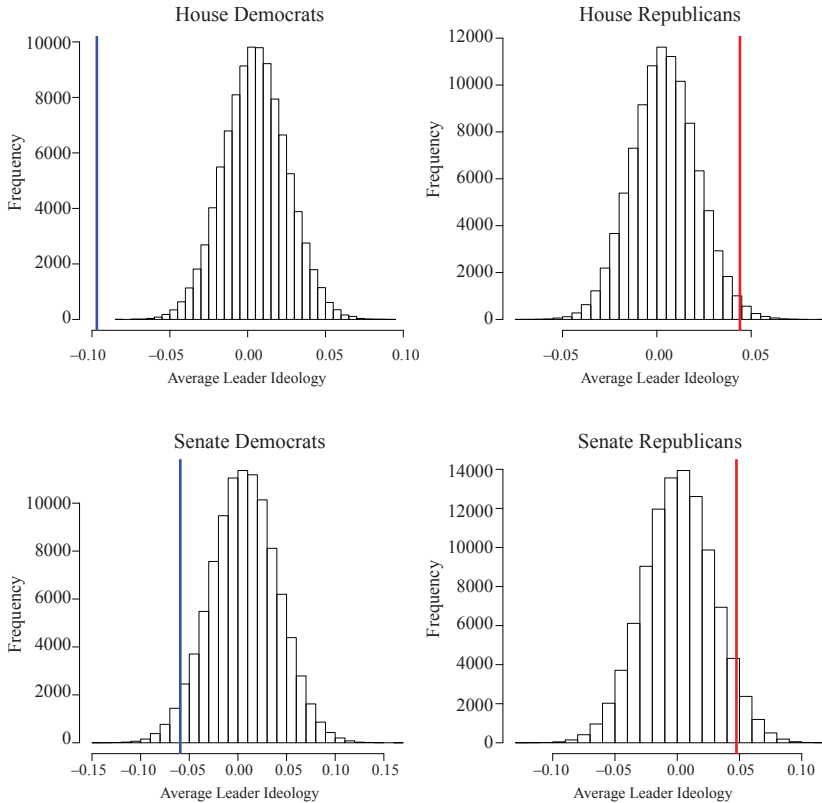 House Democrats
10000
8000
6000
4000
2000
0
Frequency
−0.10 −0.05 0.00 0.05 0.10
Average Leader Ideology
House Republicans
12000
10000
8000
6000
4000
2000
0
Frequency
−0.05 0.00 0.05
Average Leader Ideology
Senate Democrats
10000
8000
6000
4000
2000
0
Frequency
−0.15 −0.10 −0.05 0.00 0.05 0.10 0.15
Average Leader Ideology
Senate Republicans
14000
12000
10000
8000
6000
4000
2000
0
Frequency
−0.10 −0.05 0.00 0.05 0.10
Average Leader Ideology